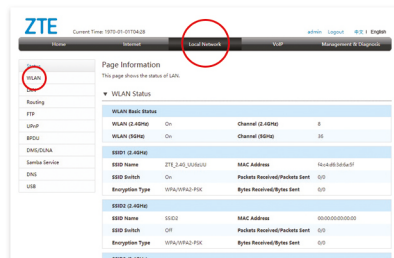 ZTE
Current Time: 1970-01-01T04:28
admin Logout 中文 | English
Home Internet Local Network VoIP Management & Diagnosis
Status
WLAN
LAN
Routing
FTP
UPnP
BPDU
DMS/DLNA
Samba Service
DNS
USB
Page Information
This page shows the status of LAN.
▼ WLAN Status
WLAN Basic Status
WLAN (2.4GHz) On Channel (2.4GHz) 8
WLAN (5GHz) On Channel (5GHz) 36
SSID1 (2.4GHz)
SSID Name MAC Address
SSID Switch On Packets Received/Packets Sent 0/0
Encryption Type WPA/WPA2-PSK Bytes Received/Bytes Sent 0/0
SSID2 (2.4GHz)
SSID Name SSID2 MAC Address 00:00:00:00:00:00
SSID Switch Off Packets Received/Packets Sent 0/0
Encryption Type WPA/WPA2-PSK Bytes Received/Bytes Sent 0/0